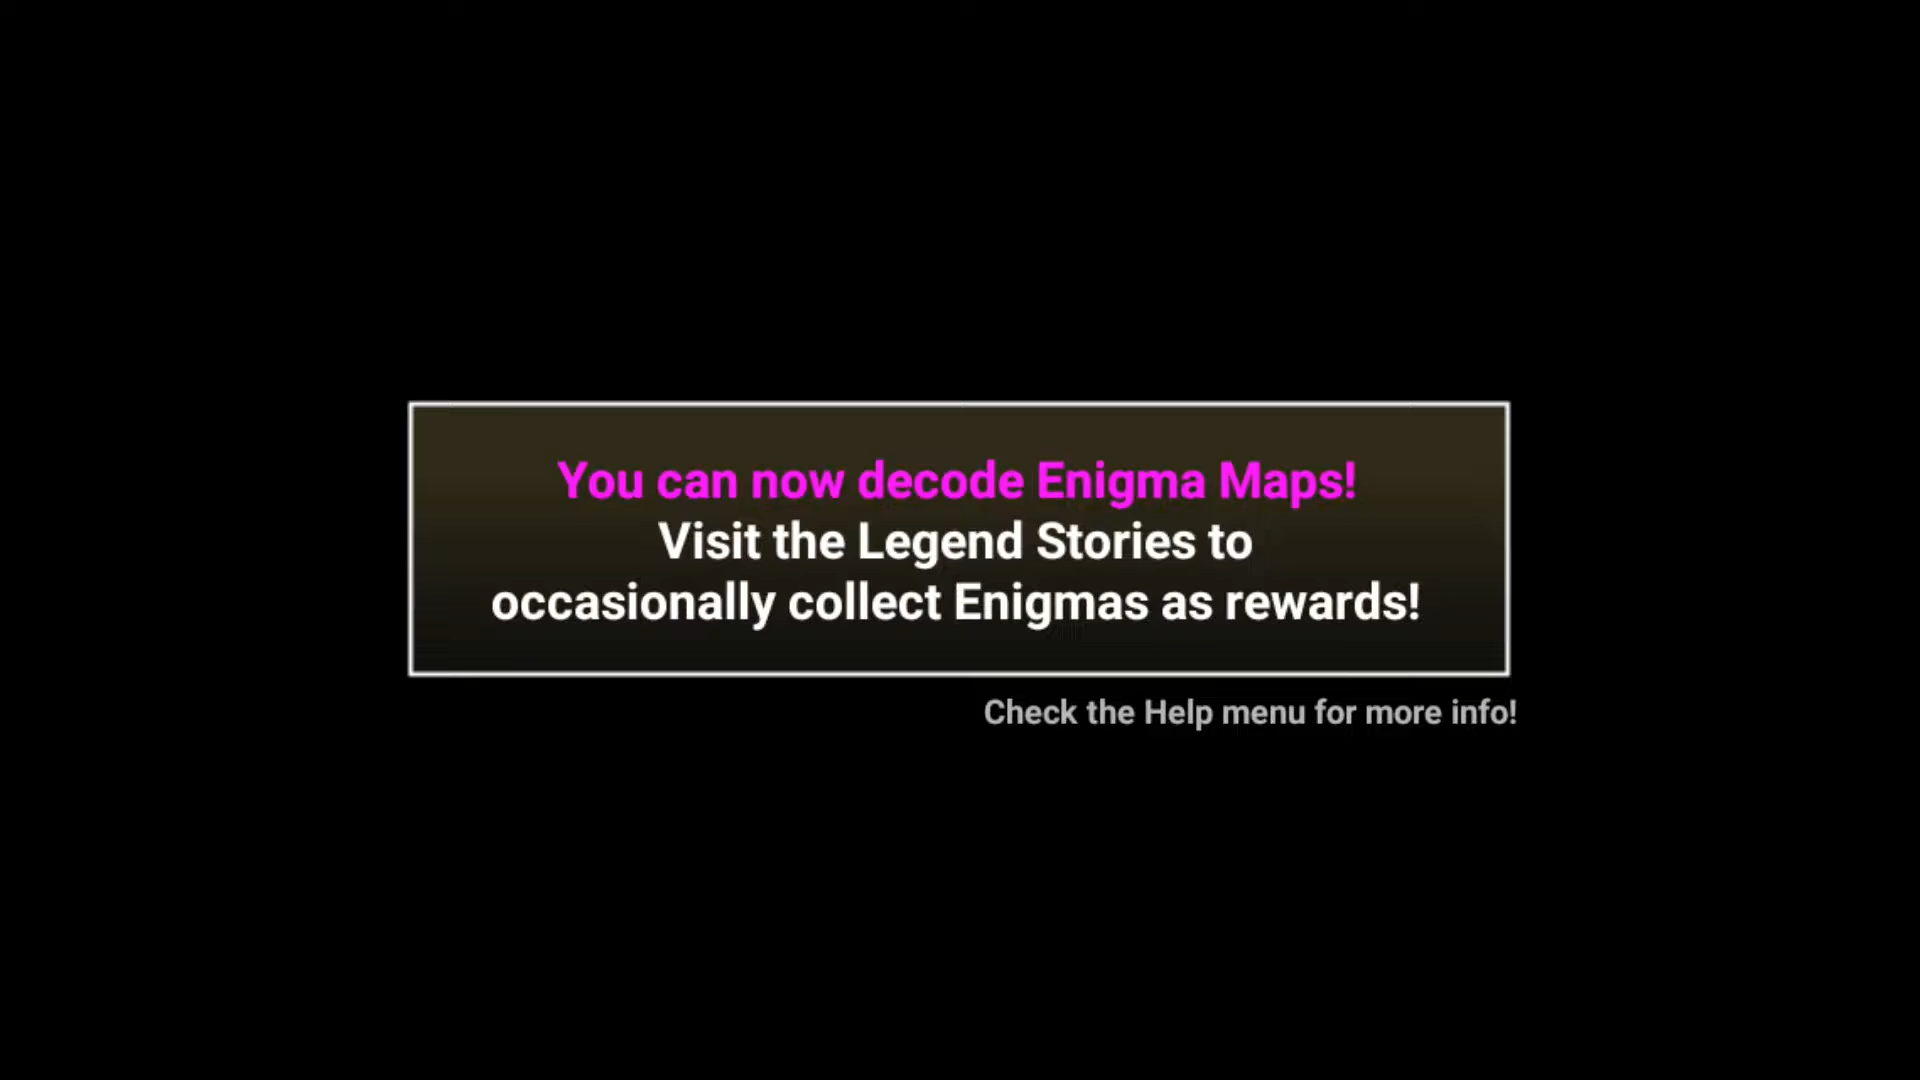 You can now decode Enigma Maps!
Visit the Legend Stories to
occasionally collect Enigmas as rewards!
Check the Help menu for more info!